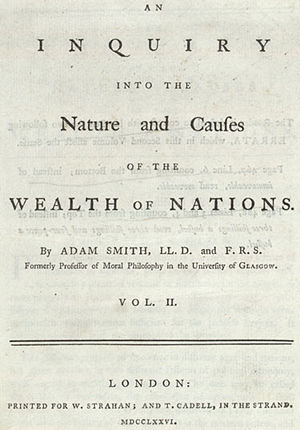 AN
INQUIRY
INTO THE
Nature and Cauſes
OF THE
WEALTH OF NATIONS.
By ADAM SMITH, LL. D. and F. R. S.
Formerly Profeſſor of Moral Philoſophy in the Univerſity of GLASGOW.
VOL. II.
LONDON:
PRINTED FOR W. STRAHAN; AND T. CADELL, IN THE STRAND.
MDCCLXXVI.